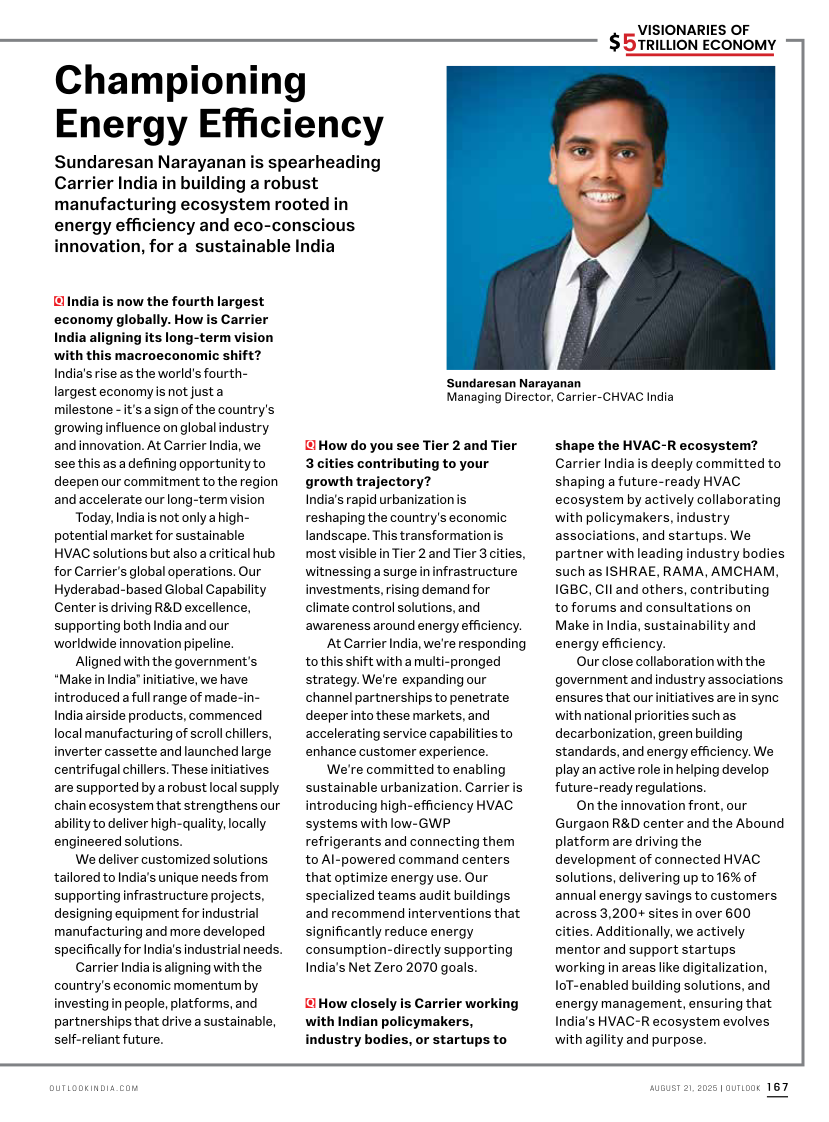 VISIONARIES OF
$5 TRILLION ECONOMY
Championing
Energy Efficiency
Sundaresan Narayanan is spearheading
Carrier India in building a robust
manufacturing ecosystem rooted in
energy efficiency and eco-conscious
innovation, for a  sustainable India
Sundaresan Narayanan
Managing Director, Carrier-CHVAC India
Q India is now the fourth largest
economy globally. How is Carrier
India aligning its long-term vision
with this macroeconomic shift?
India's rise as the world's fourth-
largest economy is not just a
milestone - it's a sign of the country's
growing influence on global industry
and innovation. At Carrier India, we
see this as a defining opportunity to
deepen our commitment to the region
and accelerate our long-term vision
Today, India is not only a high-
potential market for sustainable
HVAC solutions but also a critical hub
for Carrier's global operations. Our
Hyderabad-based Global Capability
Center is driving R&D excellence,
supporting both India and our
worldwide innovation pipeline.
Aligned with the government's
“Make in India” initiative, we have
introduced a full range of made-in-
India airside products, commenced
local manufacturing of scroll chillers,
inverter cassette and launched large
centrifugal chillers. These initiatives
are supported by a robust local supply
chain ecosystem that strengthens our
ability to deliver high-quality, locally
engineered solutions.
We deliver customized solutions
tailored to India's unique needs from
supporting infrastructure projects,
designing equipment for industrial
manufacturing and more developed
specifically for India's industrial needs.
Carrier India is aligning with the
country's economic momentum by
investing in people, platforms, and
partnerships that drive a sustainable,
self-reliant future.
Q How do you see Tier 2 and Tier
3 cities contributing to your
growth trajectory?
India's rapid urbanization is
reshaping the country's economic
landscape. This transformation is
most visible in Tier 2 and Tier 3 cities,
witnessing a surge in infrastructure
investments, rising demand for
climate control solutions, and
awareness around energy efficiency.
At Carrier India, we're responding
to this shift with a multi-pronged
strategy. We're  expanding our
channel partnerships to penetrate
deeper into these markets, and
accelerating service capabilities to
enhance customer experience.
We're committed to enabling
sustainable urbanization. Carrier is
introducing high-efficiency HVAC
systems with low-GWP
refrigerants and connecting them
to AI-powered command centers
that optimize energy use. Our
specialized teams audit buildings
and recommend interventions that
significantly reduce energy
consumption-directly supporting
India's Net Zero 2070 goals.
Q How closely is Carrier working
with Indian policymakers,
industry bodies, or startups to
shape the HVAC-R ecosystem?
Carrier India is deeply committed to
shaping a future-ready HVAC
ecosystem by actively collaborating
with policymakers, industry
associations, and startups. We
partner with leading industry bodies
such as ISHRAE, RAMA, AMCHAM,
IGBC, CII and others, contributing
to forums and consultations on
Make in India, sustainability and
energy efficiency.
Our close collaboration with the
government and industry associations
ensures that our initiatives are in sync
with national priorities such as
decarbonization, green building
standards, and energy efficiency. We
play an active role in helping develop
future-ready regulations.
On the innovation front, our
Gurgaon R&D center and the Abound
platform are driving the
development of connected HVAC
solutions, delivering up to 16% of
annual energy savings to customers
across 3,200+ sites in over 600
cities. Additionally, we actively
mentor and support startups
working in areas like digitalization,
IoT-enabled building solutions, and
energy management, ensuring that
India's HVAC-R ecosystem evolves
with agility and purpose.
OUTLOOKINDIA.COM
AUGUST 21, 2025 | OUTLOOK 167